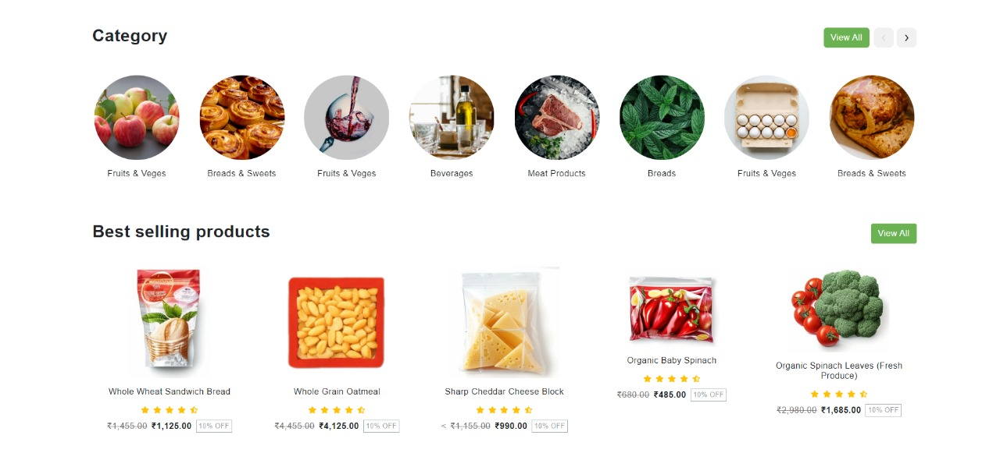 Category
View All
Fruits & Veges
Breads & Sweets
Fruits & Veges
Beverages
Meat Products
Breads
Fruits & Veges
Breads & Sweets
Best selling products
View All
Whole Wheat Sandwich Bread
₹1,455.00 ₹1,125.00 10% OFF
Whole Grain Oatmeal
₹4,455.00 ₹4,125.00 10% OFF
Sharp Cheddar Cheese Block
< ₹1,155.00 ₹990.00 10% OFF
Organic Baby Spinach
₹680.00 ₹485.00 10% OFF
Organic Spinach Leaves (Fresh
Produce)
₹2,980.00 ₹1,685.00 10% OFF